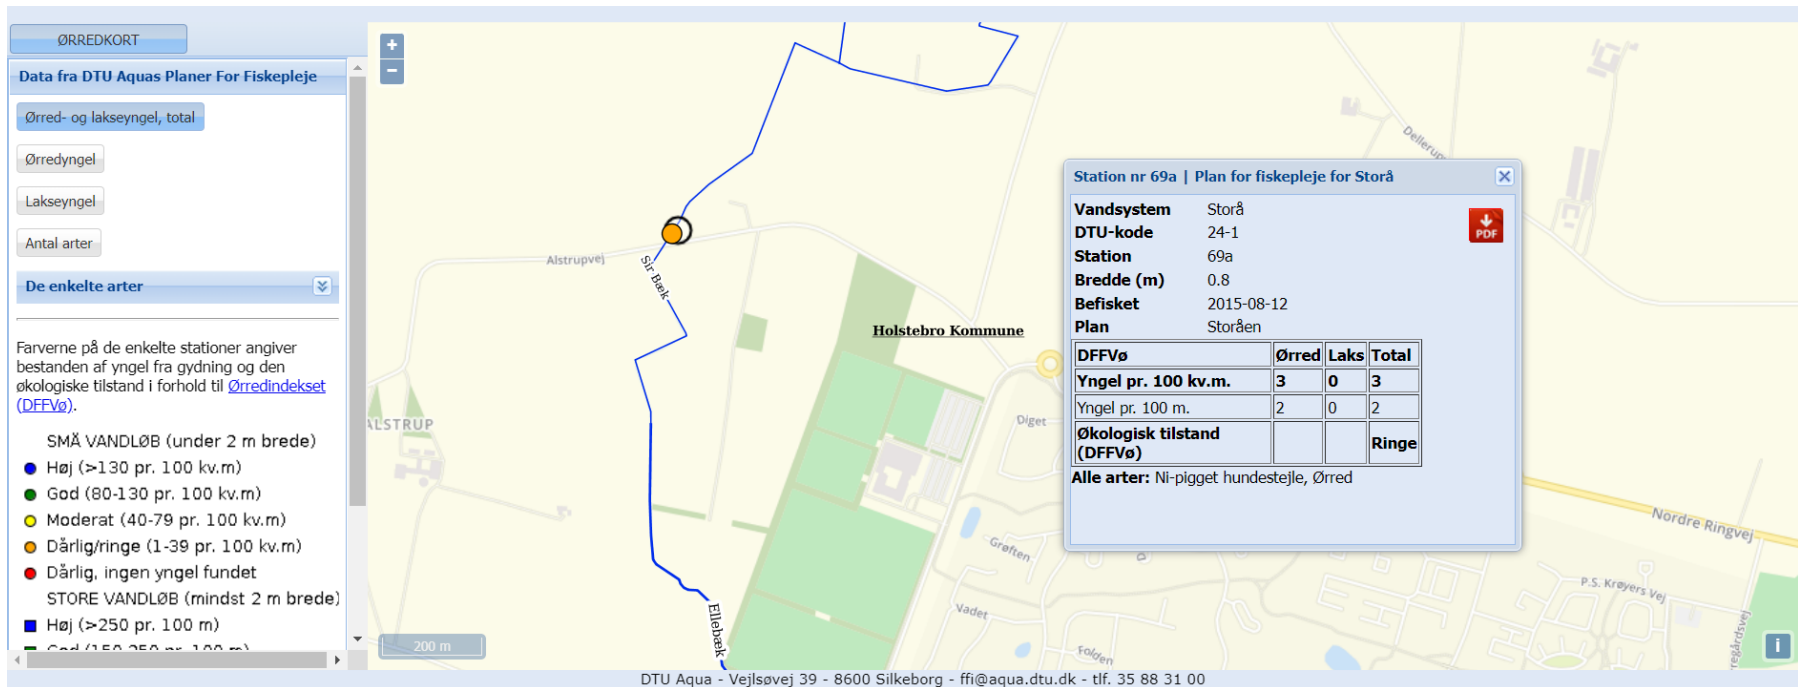 ØRREDKORT
Data fra DTU Aquas Planer For Fiskepleje
Ørred- og lakseyngel, total
Ørredyngel
Lakseyngel
Antal arter
De enkelte arter
Farverne på de enkelte stationer angiver
bestanden af yngel fra gydning og den
økologiske tilstand i forhold til Ørredindekset
(DFFVø).
SMÅ VANDLØB (under 2 m brede)
Høj (>130 pr. 100 kv.m)
God (80-130 pr. 100 kv.m)
Moderat (40-79 pr. 100 kv.m)
Dårlig/ringe (1-39 pr. 100 kv.m)
Dårlig, ingen yngel fundet
STORE VANDLØB (mindst 2 m brede)
Høj (>250 pr. 100 m)
God (150-250 pr. 100 m)
+
−
Alstrupvej
Sir Bæk
Holstebro Kommune
ALSTRUP
Diget
Grøften
Vadet
Folden
Ellebæk
200 m
Station nr 69a | Plan for fiskepleje for Storå
Vandsystem Storå
PDF
DTU-kode 24-1
Station 69a
Bredde (m) 0.8
Befisket 2015-08-12
Plan Storåen
DFFVø Ørred Laks Total
Yngel pr. 100 kv.m. 3 0 3
Yngel pr. 100 m. 2 0 2
Økologisk tilstand
(DFFVø) Ringe
Alle arter: Ni-pigget hundestejle, Ørred
Nordre Ringvej
P.S. Krøyers Vej
i
DTU Aqua - Vejlsøvej 39 - 8600 Silkeborg - ffi@aqua.dtu.dk - tlf. 35 88 31 00